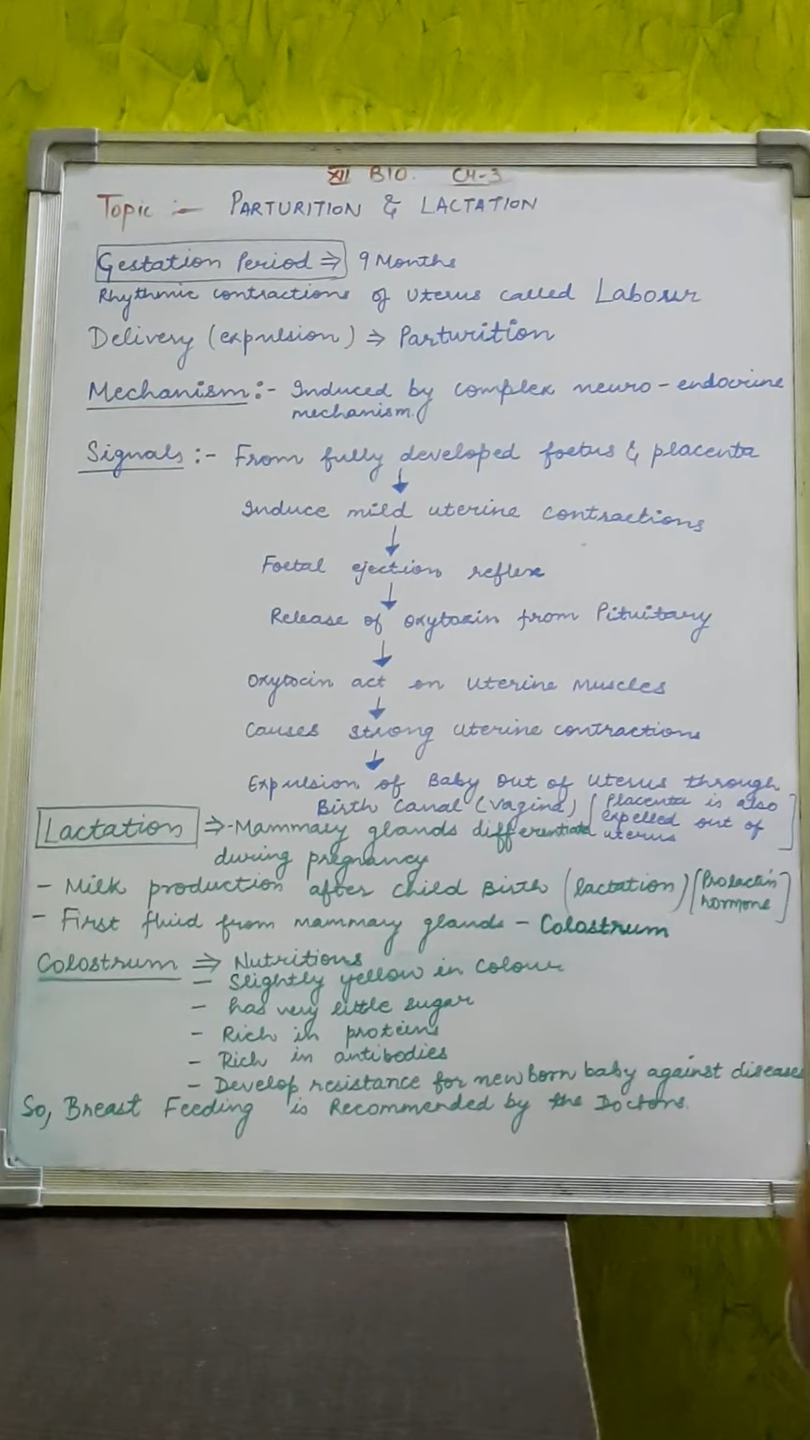 XII BIO. CH-3
Topic :- PARTURITION & LACTATION
Gestation Period ⇒ 9 Months
Rhythmic contractions of Uterus called Labour
Delivery (expulsion) ⇒ Parturition
Mechanism:- Induced by complex neuro-endocrine
mechanism.
Signals:- From fully developed foetus & placenta
↓
Induce mild uterine contractions
↓
Foetal ejection reflex
↓
Release of oxytoxin from Pituitary
↓
Oxytocin act on Uterine Muscles
↓
Causes strong uterine contractions
↓
Expulsion of Baby out of Uterus through
Birth Canal (vagina) [Placenta is also
expelled out of
uterus]
Lactation ⇒ -Mammary glands differentiate
during pregnancy
- Milk production after child Birth (lactation) [Prolactin
hormone]
- First fluid from mammary glands - Colostrum
Colostrum ⇒ Nutritions
- Slightly yellow in colour
- has very little sugar
- Rich in proteins
- Rich in antibodies
- Develop resistance for new born baby against diseases
So, Breast Feeding is Recommended by the Doctors.